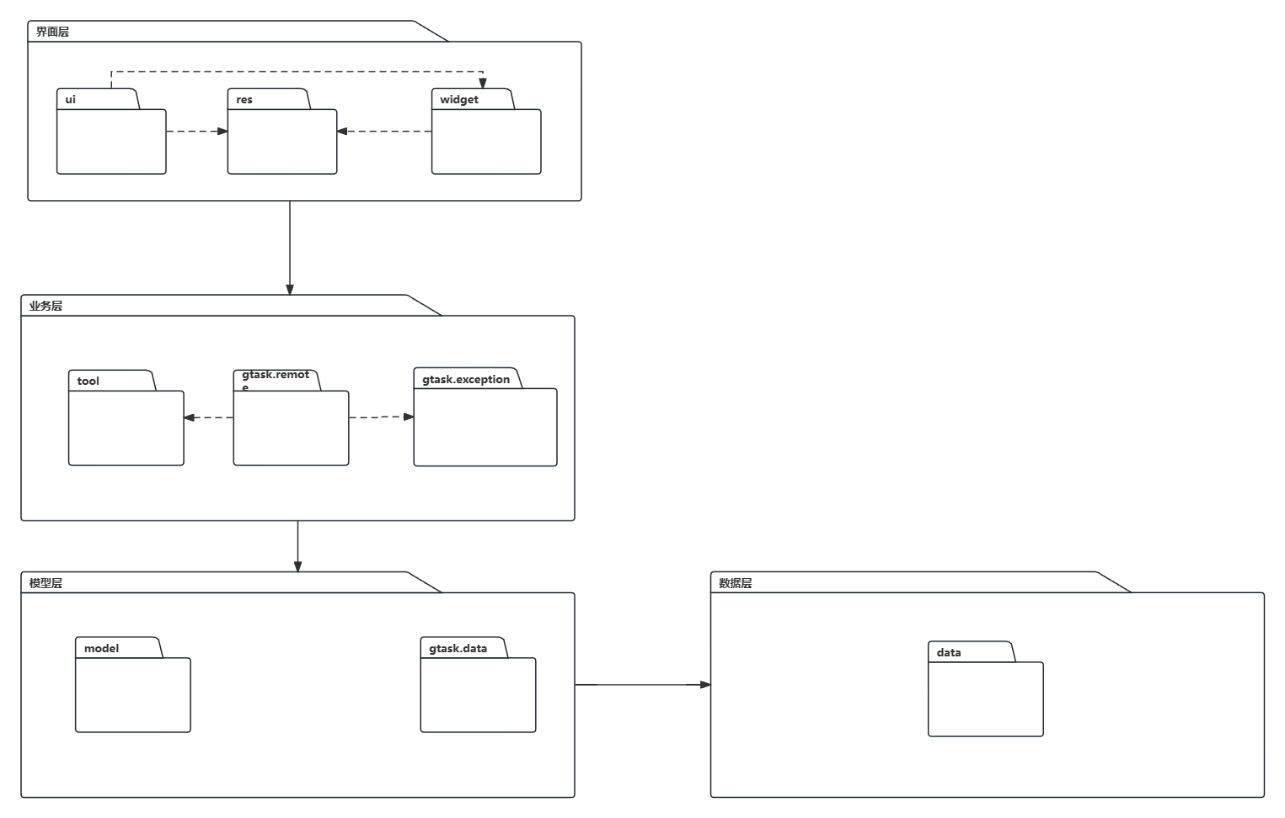 界面层
ui
res
widget
业务层
tool
gtask.remot
e
gtask.exception
模型层
数据层
model
gtask.data
data